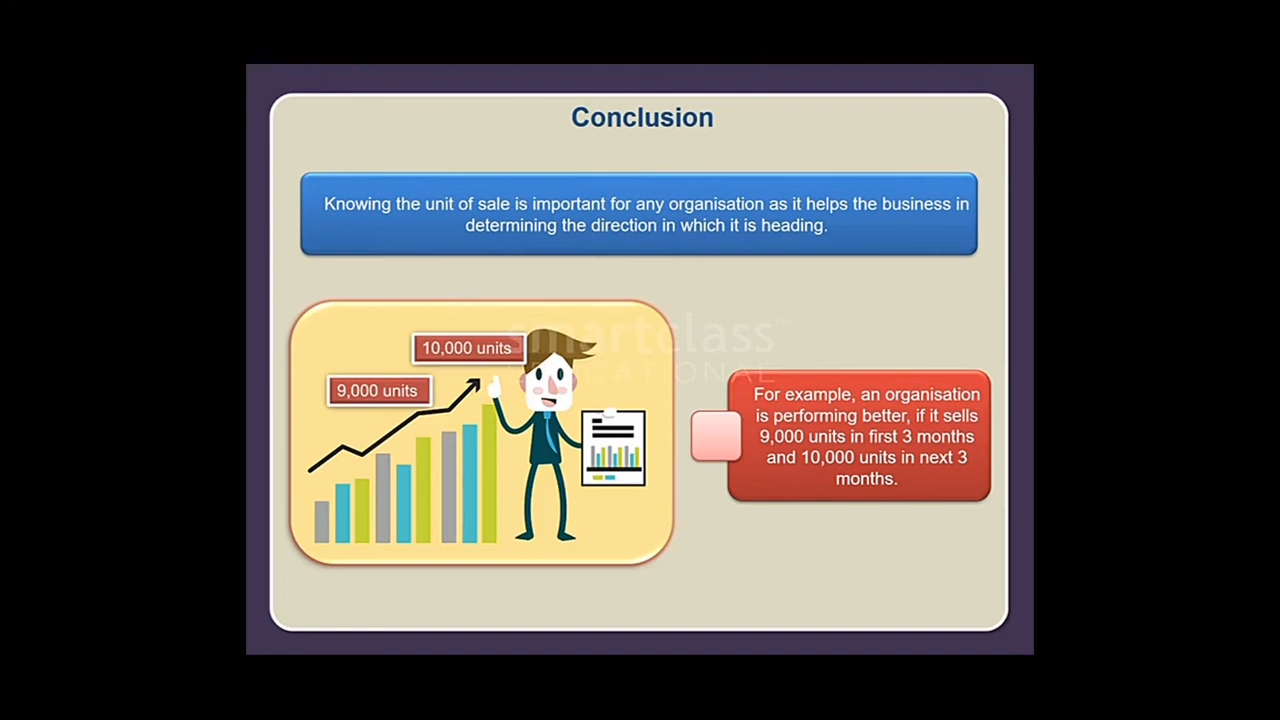 Conclusion
Knowing the unit of sale is important for any organisation as it helps the business in
determining the direction in which it is heading.
smartclass
EDUCATIONAL
10,000 units
9,000 units
For example, an organisation
is performing better, if it sells
9,000 units in first 3 months
and 10,000 units in next 3
months.